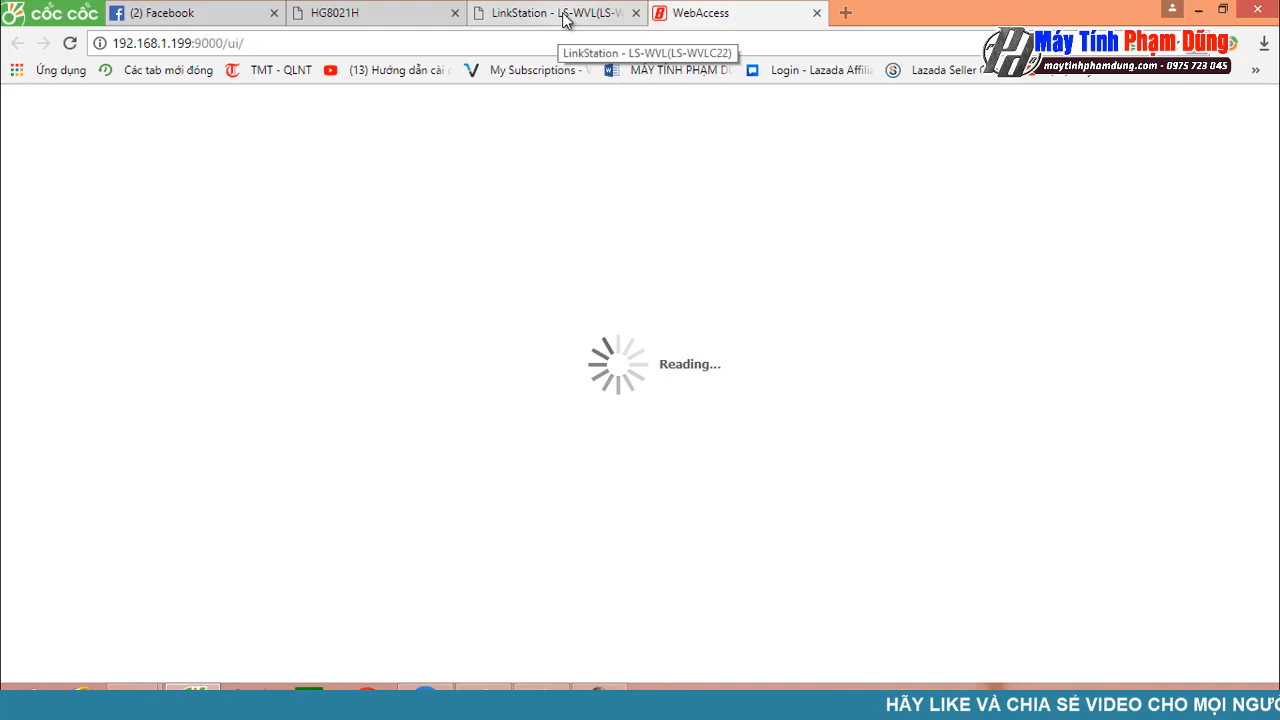 CỐC CỐC
(2) Facebook
HG8021H
LinkStation - LS-WVL(LS-W
WebAccess
192.168.1.199:9000/ui/
LinkStation - LS-WVL(LS-WVLC22)
Máy Tính Phạm Dũng
maytinhphamdung.com - 0975 723 045
Ứng dụng
Các tab mới đóng
TMT - QLNT
(13) Hướng dẫn cài
My Subscriptions -
MÁY TÍNH PHẠM
Login - Lazada Affili
Lazada Seller
Reading...
HÃY LIKE VÀ CHIA SẺ VIDEO CHO MỌI